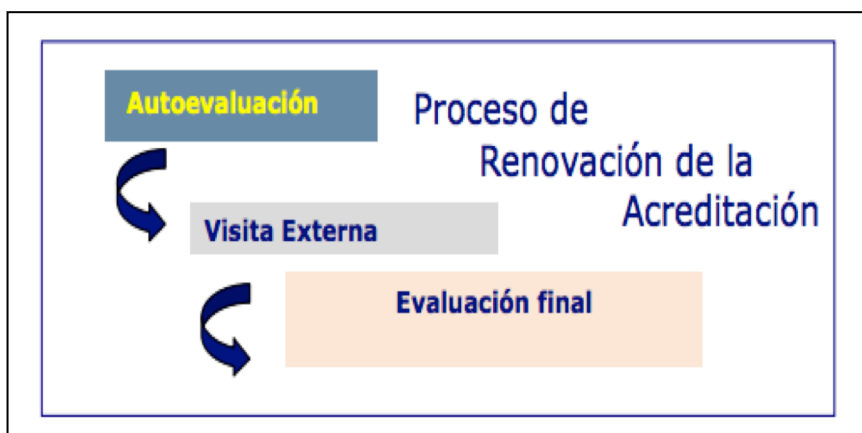 Autoevaluación
Proceso de
Renovación de la
Acreditación
Visita Externa
Evaluación final